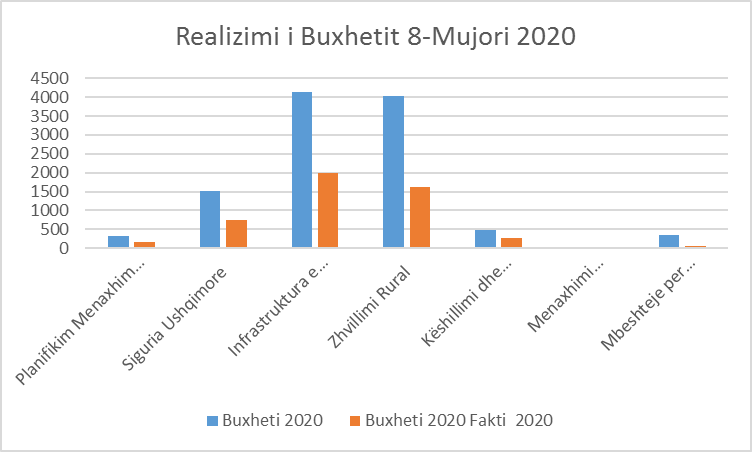 Realizimi i Buxhetit 8-Mujori 2020
4500
4000
3500
3000
2500
2000
1500
1000
500
0
Planifikim Menaxhim...
Siguria Ushqimore
Infrastruktura e...
Zhvillimi Rural
Këshillimi dhe...
Menaxhimi...
Mbeshteje per...
Buxheti 2020
Buxheti 2020 Fakti 2020